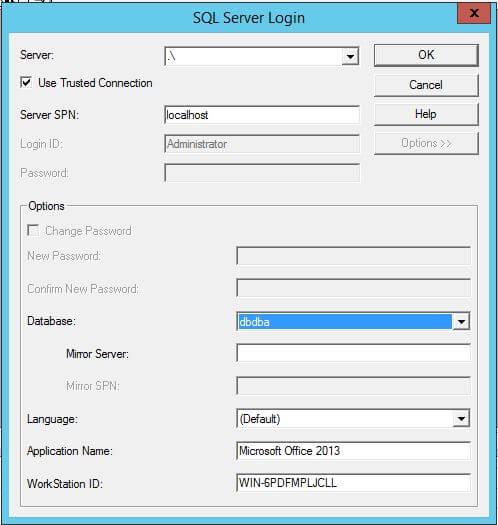 SQL Server Login
x
Server:
.\
OK
Use Trusted Connection
Cancel
Server SPN:
localhost
Help
Login ID:
Administrator
Options >>
Password:
Options
Change Password
New Password:
Confirm New Password:
Database:
dbdba
Mirror Server:
Mirror SPN:
Language:
(Default)
Application Name:
Microsoft Office 2013
WorkStation ID:
WIN-6PDFMPLJCLL